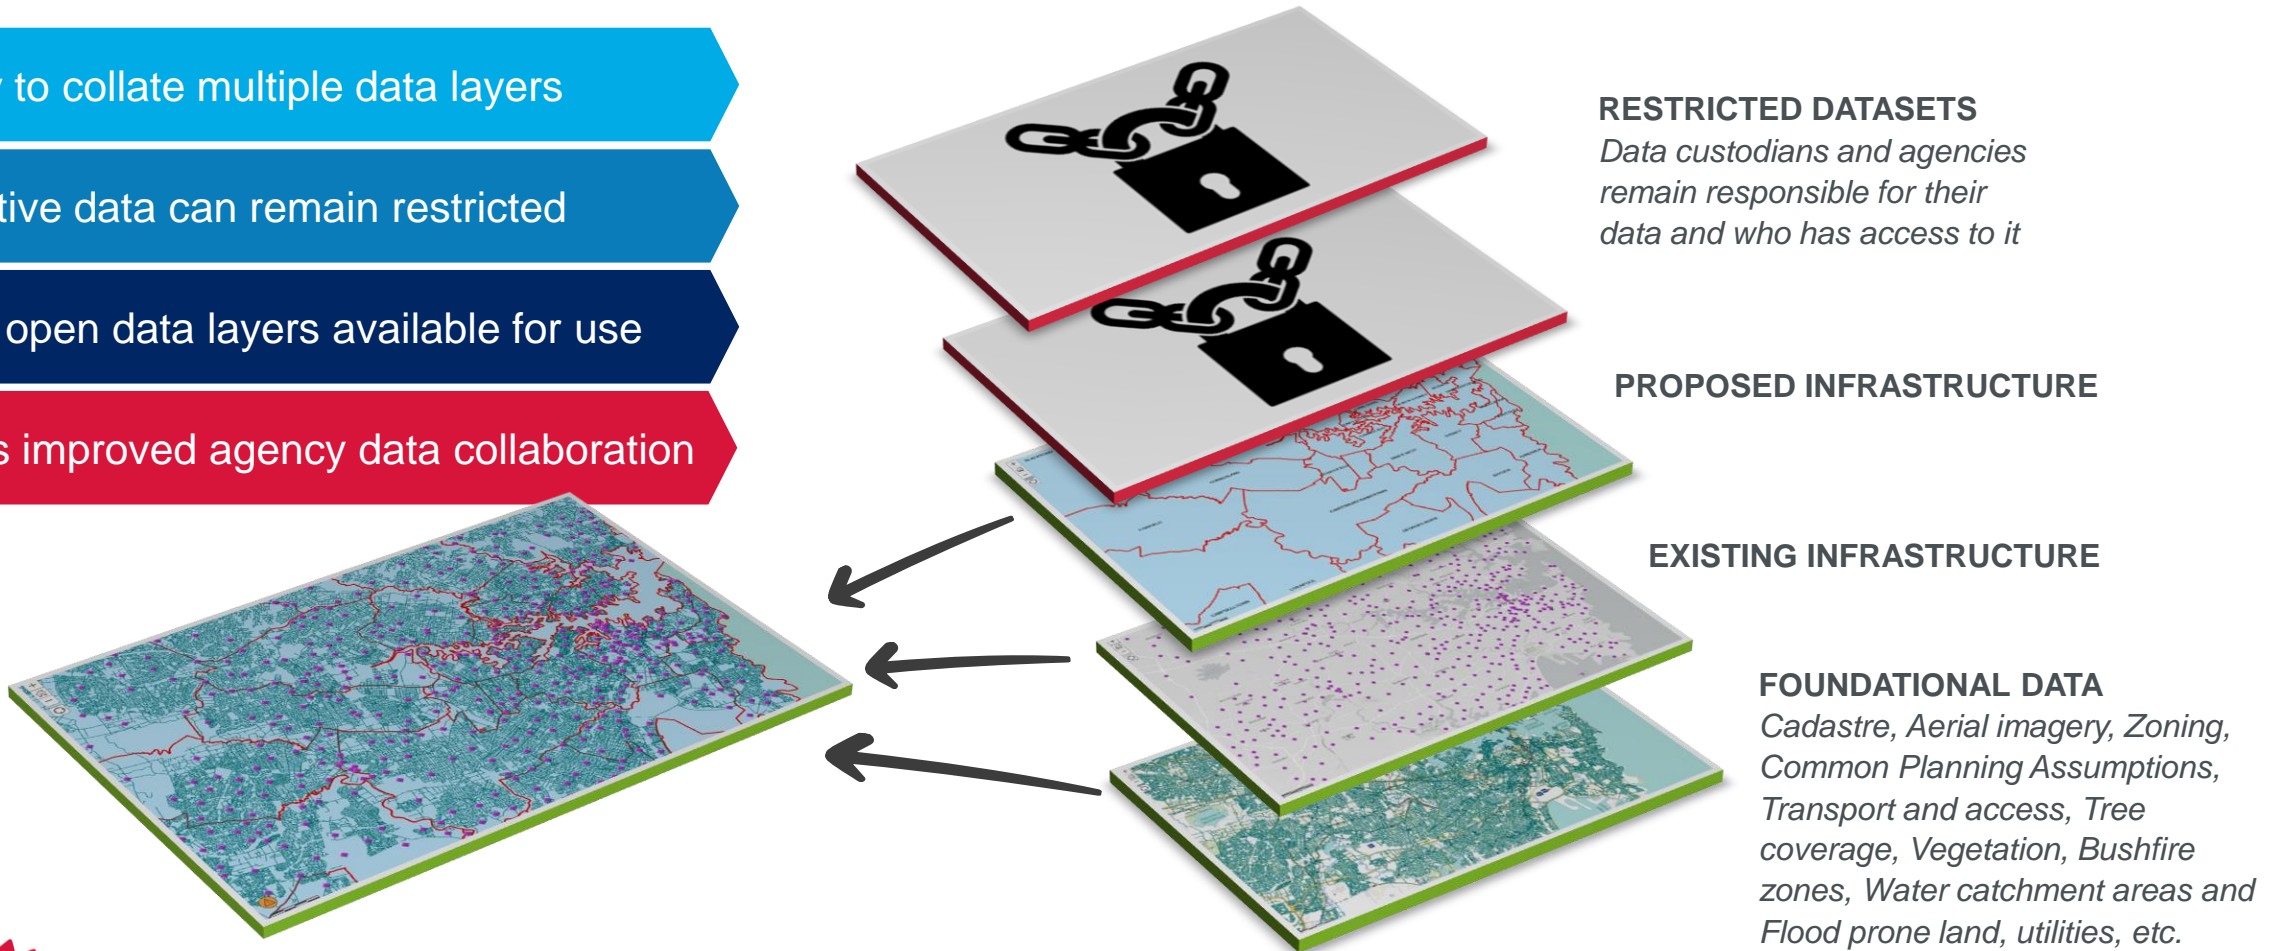 to collate multiple data layers
tive data can remain restricted
open data layers available for use
s improved agency data collaboration
RESTRICTED DATASETS
Data custodians and agencies
remain responsible for their
data and who has access to it
PROPOSED INFRASTRUCTURE
EXISTING INFRASTRUCTURE
FOUNDATIONAL DATA
Cadastre, Aerial imagery, Zoning,
Common Planning Assumptions,
Transport and access, Tree
coverage, Vegetation, Bushfire
zones, Water catchment areas and
Flood prone land, utilities, etc.